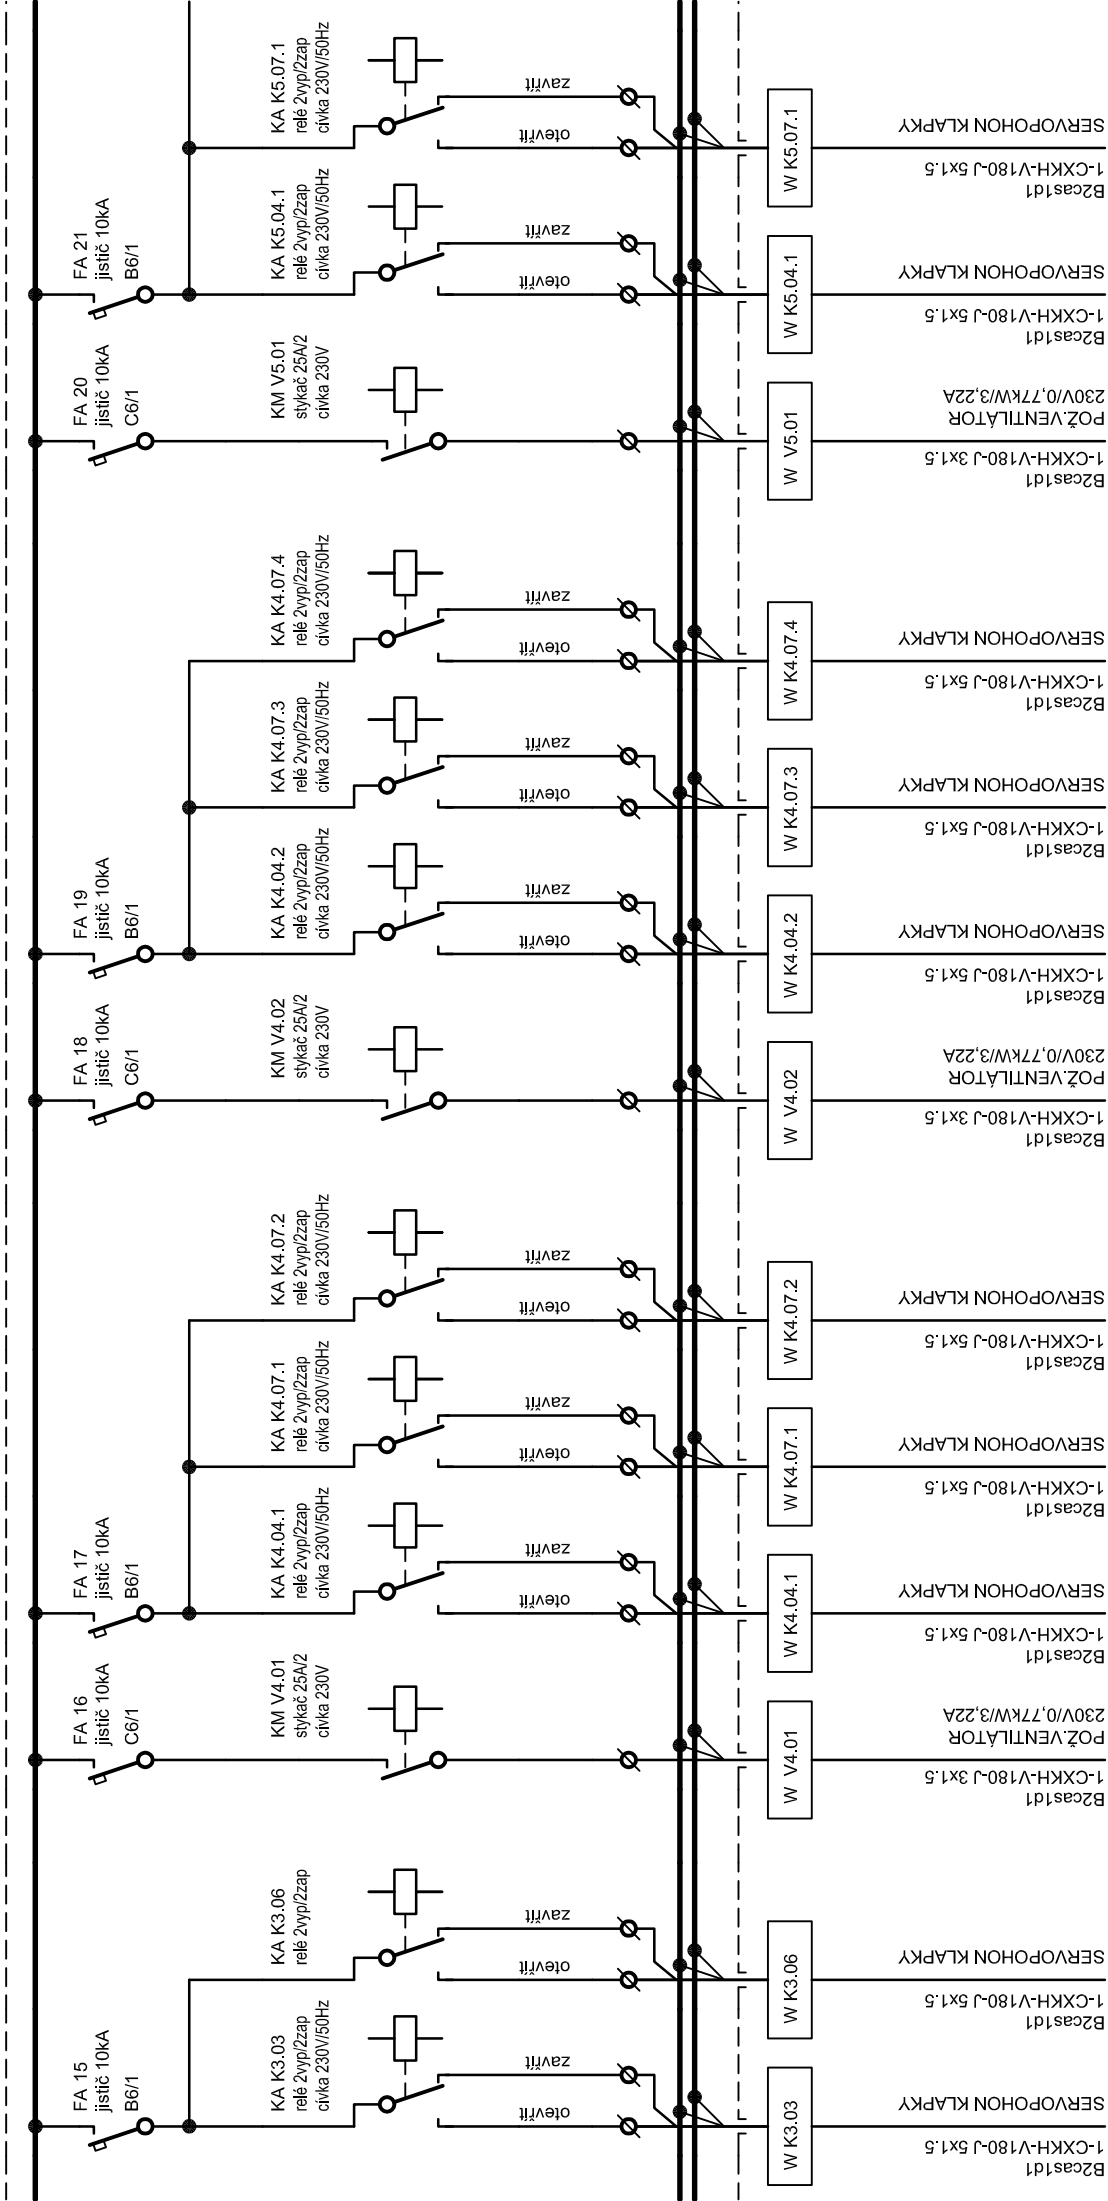 FA 15
jistič 10kA
B6/1
KA K3.03
relé 2vyp/2zap
cívka 230V/50Hz
otevřít
zavřít
W K3.03
B2cas1d1
1-CXKH-V180-J 5x1.5
SERVOPOHON KLAPKY
KA K3.06
relé 2vyp/2zap
otevřít
zavřít
W K3.06
B2cas1d1
1-CXKH-V180-J 5x1.5
SERVOPOHON KLAPKY
FA 16
jistič 10kA
C6/1
KM V4.01
stykač 25A/2
cívka 230V
W V4.01
B2cas1d1
1-CXKH-V180-J 3x1.5
POŽ.VENTILÁTOR
230V/0,77kW/3,22A
FA 17
jistič 10kA
B6/1
KA K4.04.1
relé 2vyp/2zap
cívka 230V/50Hz
otevřít
zavřít
W K4.04.1
B2cas1d1
1-CXKH-V180-J 5x1.5
SERVOPOHON KLAPKY
KA K4.07.1
relé 2vyp/2zap
cívka 230V/50Hz
otevřít
zavřít
W K4.07.1
B2cas1d1
1-CXKH-V180-J 5x1.5
SERVOPOHON KLAPKY
KA K4.07.2
relé 2vyp/2zap
cívka 230V/50Hz
otevřít
zavřít
W K4.07.2
B2cas1d1
1-CXKH-V180-J 5x1.5
SERVOPOHON KLAPKY
FA 18
jistič 10kA
C6/1
KM V4.02
stykač 25A/2
cívka 230V
W V4.02
B2cas1d1
1-CXKH-V180-J 3x1.5
POŽ.VENTILÁTOR
230V/0,77kW/3,22A
FA 19
jistič 10kA
B6/1
KA K4.04.2
relé 2vyp/2zap
cívka 230V/50Hz
otevřít
zavřít
W K4.04.2
B2cas1d1
1-CXKH-V180-J 5x1.5
SERVOPOHON KLAPKY
KA K4.07.3
relé 2vyp/2zap
cívka 230V/50Hz
otevřít
zavřít
W K4.07.3
B2cas1d1
1-CXKH-V180-J 5x1.5
SERVOPOHON KLAPKY
KA K4.07.4
relé 2vyp/2zap
cívka 230V/50Hz
otevřít
zavřít
W K4.07.4
B2cas1d1
1-CXKH-V180-J 5x1.5
SERVOPOHON KLAPKY
FA 20
jistič 10kA
C6/1
KM V5.01
stykač 25A/2
cívka 230V
W V5.01
B2cas1d1
1-CXKH-V180-J 3x1.5
POŽ.VENTILÁTOR
230V/0,77kW/3,22A
FA 21
jistič 10kA
B6/1
KA K5.04.1
relé 2vyp/2zap
cívka 230V/50Hz
otevřít
zavřít
W K5.04.1
B2cas1d1
1-CXKH-V180-J 5x1.5
SERVOPOHON KLAPKY
KA K5.07.1
relé 2vyp/2zap
cívka 230V/50Hz
otevřít
zavřít
W K5.07.1
B2cas1d1
1-CXKH-V180-J 5x1.5
SERVOPOHON KLAPKY